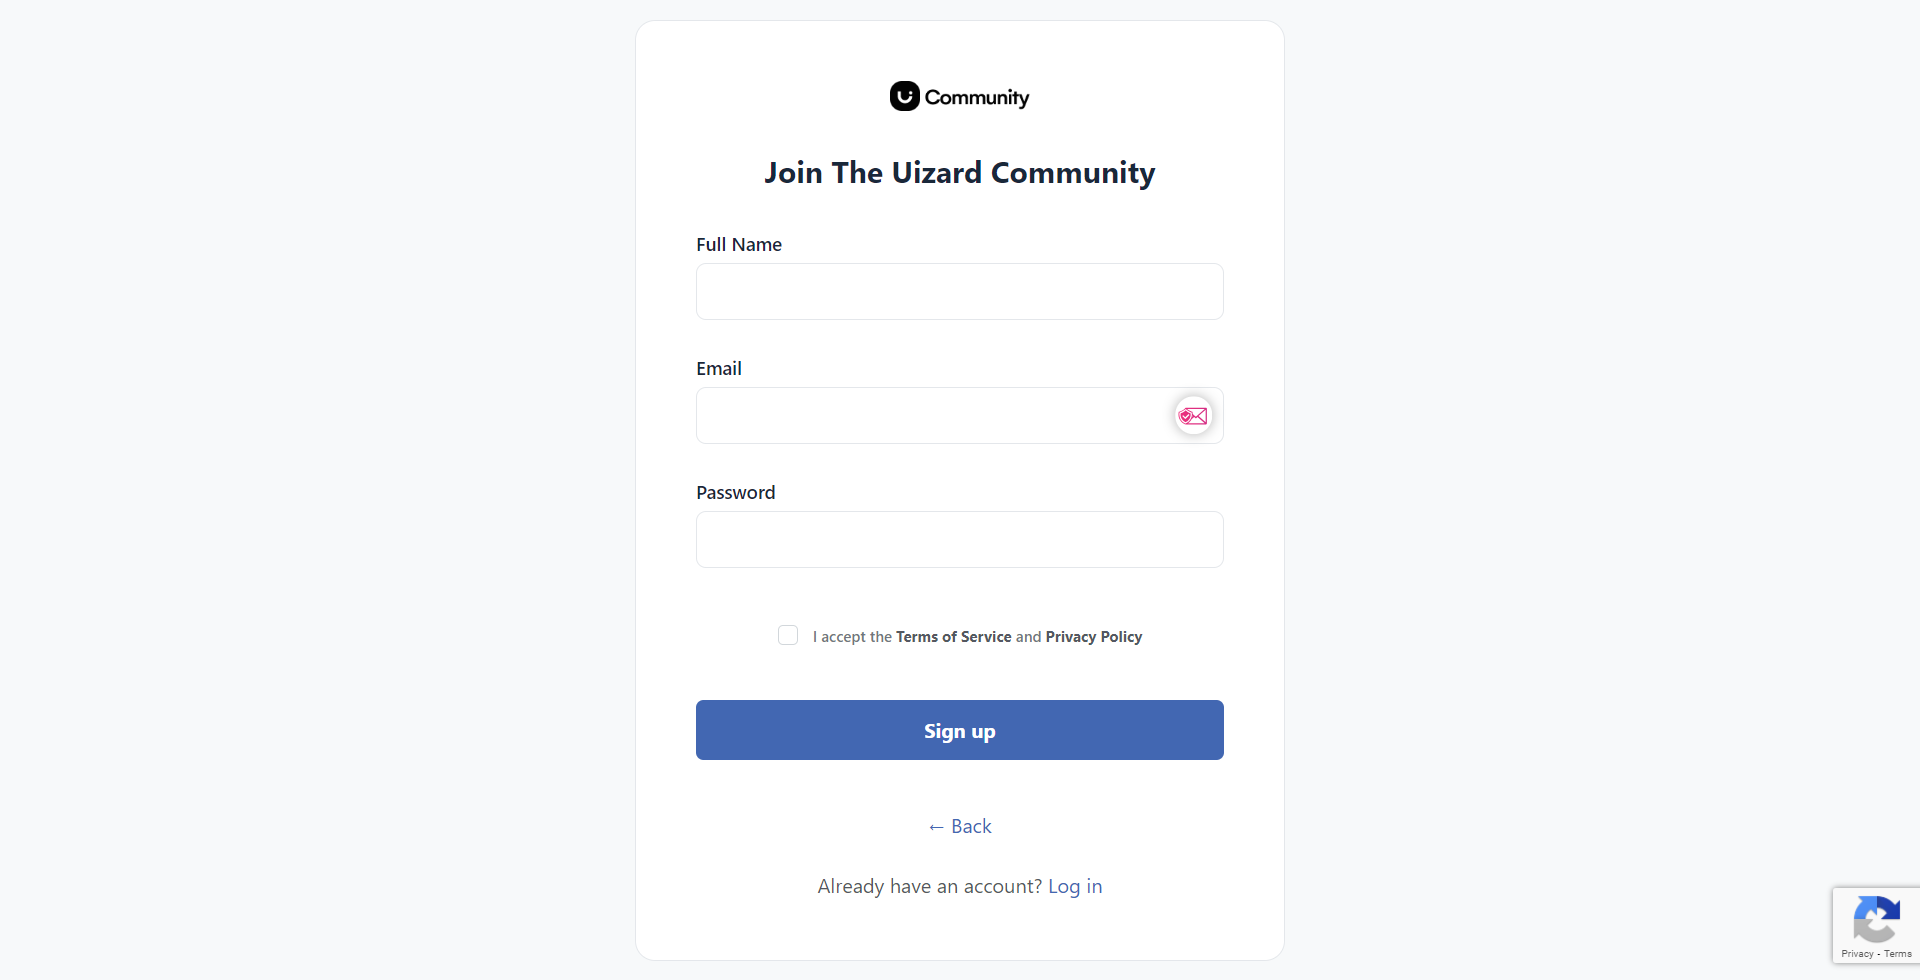 Community
Join The Uizard Community
Full Name
Email
Password
I accept the Terms of Service and Privacy Policy
Sign up
← Back
Already have an account? Log in
Privacy - Terms